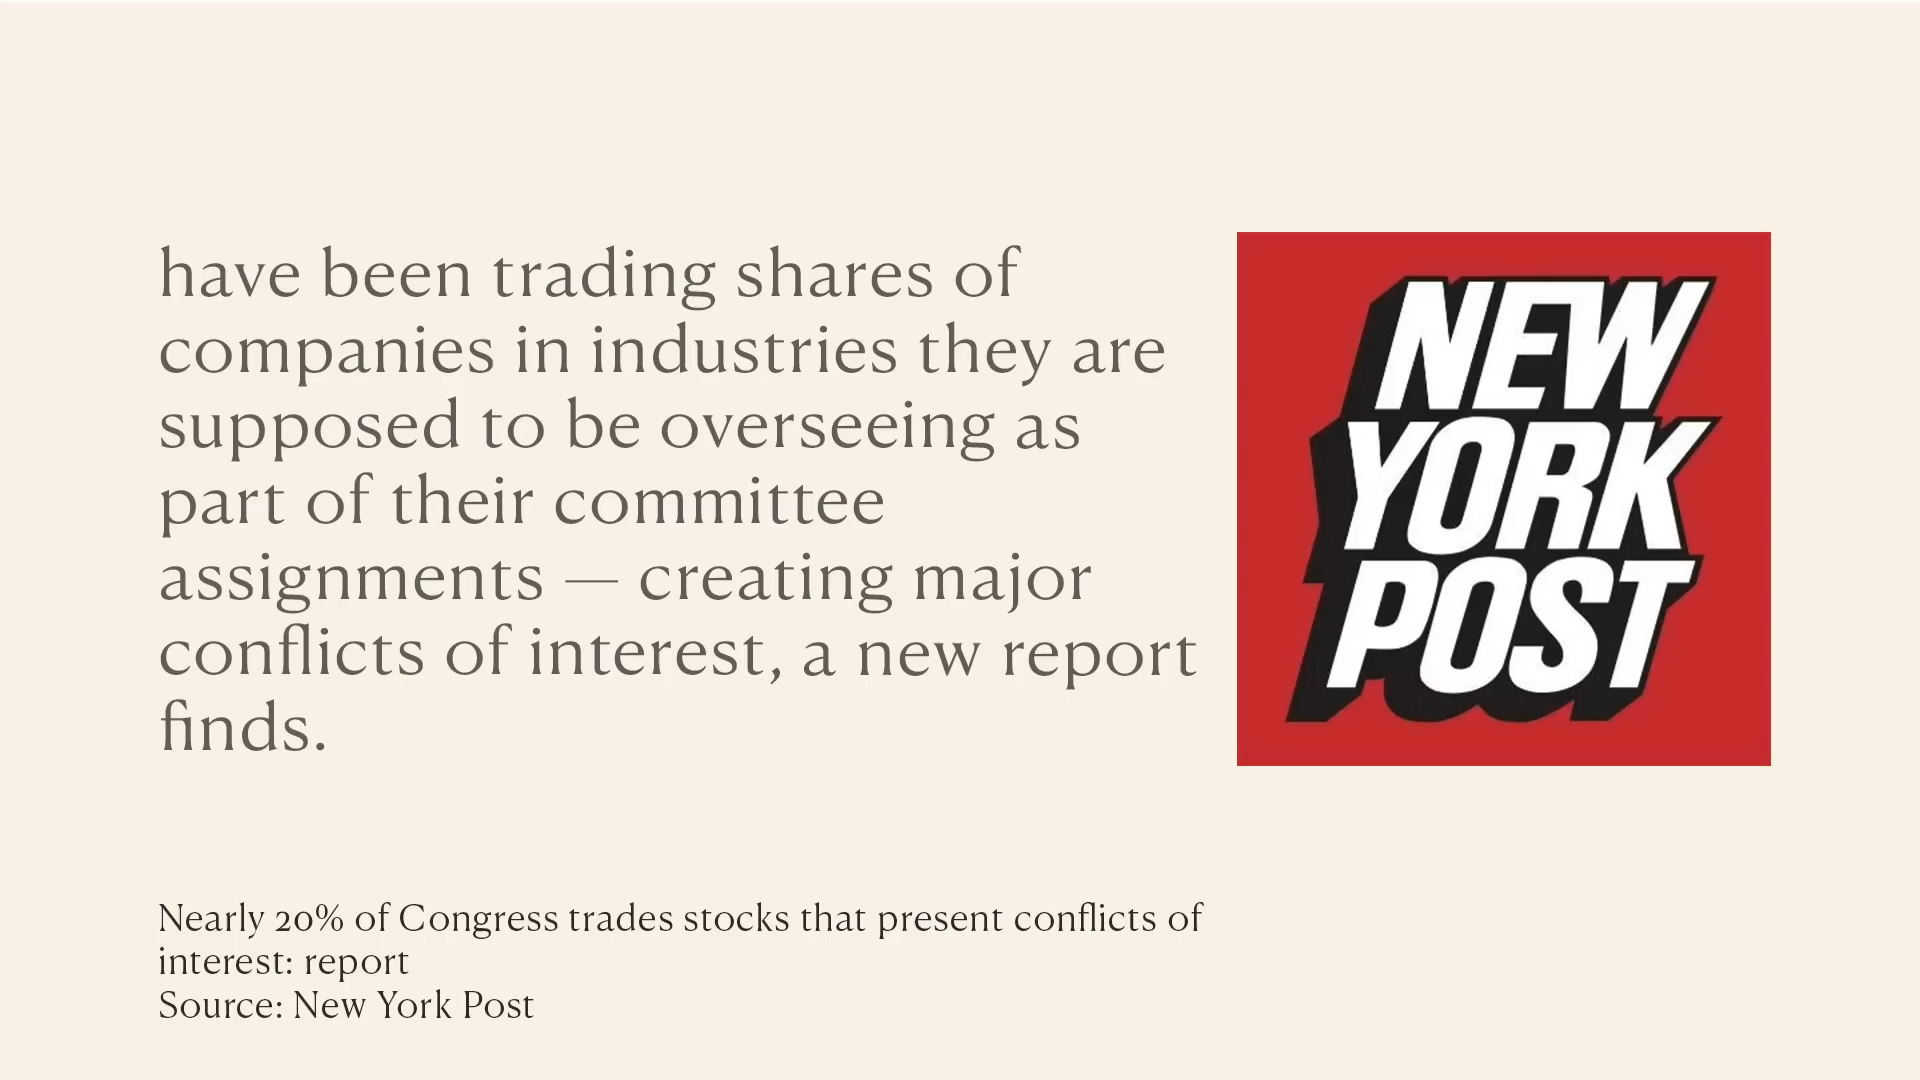 have been trading shares of
companies in industries they are
supposed to be overseeing as
part of their committee
assignments — creating major
conflicts of interest, a new report
finds.
NEW
YORK
POST
Nearly 20% of Congress trades stocks that present conflicts of
interest: report
Source: New York Post